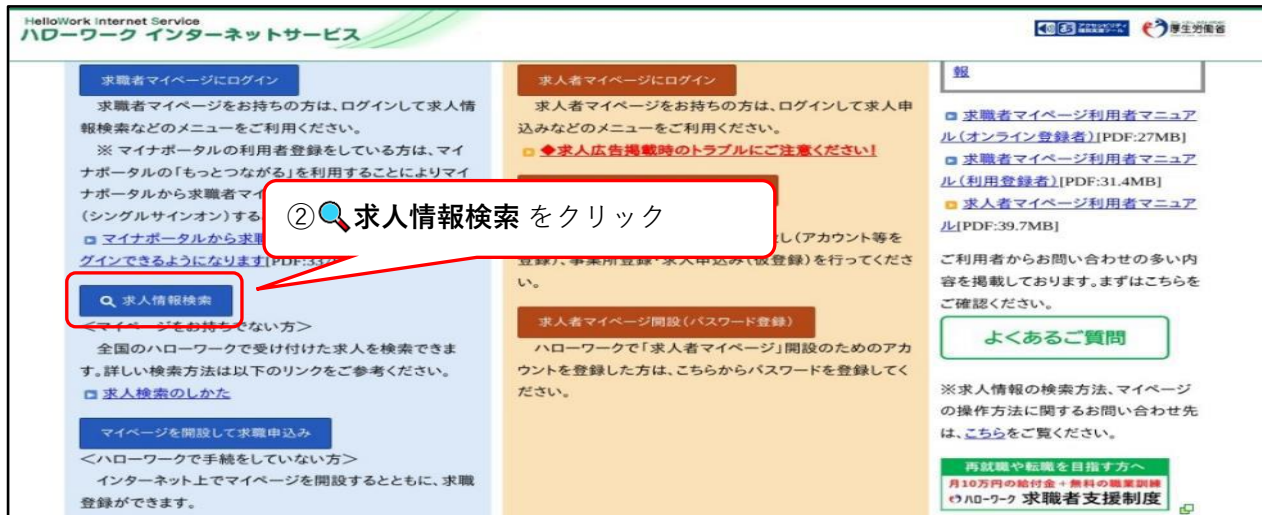 HelloWork Internet Service
ハローワーク インターネットサービス
厚生労働省
求職者マイページにログイン
求職者マイページをお持ちの方は、ログインして求人情
報検索などのメニューをご利用ください。
※ マイナポータルの利用者登録をしている方は、マイ
ナポータルの「もっとつながる」を利用することによりマイ
ナポータルから求職者マイ
(シングルサインオン)する
マイナポータルから求職
グインできるようになります[PDF:337
②🔍求人情報検索 をクリック
求人情報検索
<マイページをお持ちでない方>
全国のハローワークで受け付けた求人を検索できま
す。詳しい検索方法は以下のリンクをご参考ください。
求人検索のしかた
マイページを開設して求職申込み
<ハローワークで手続をしていない方>
インターネット上でマイページを開設するとともに、求職
登録ができます。
求人者マイページにログイン
求人者マイページをお持ちの方は、ログインして求人申
込みなどのメニューをご利用ください。
◆求人広告掲載時のトラブルにご注意ください!
し(アカウント等を
登録)、事業所登録・求人申込み(仮登録)を行ってくださ
い。
求人者マイページ開設(パスワード登録)
ハローワークで「求人者マイページ」開設のためのアカ
ウントを登録した方は、こちらからパスワードを登録してく
ださい。
報
求職者マイページ利用者マニュア
ル(オンライン登録者)[PDF:27MB]
求職者マイページ利用者マニュア
ル(利用登録者)[PDF:31.4MB]
求人者マイページ利用者マニュア
ル[PDF:39.7MB]
ご利用者からお問い合わせの多い内
容を掲載しております。まずはこちらを
ご確認ください。
よくあるご質問
※求人情報の検索方法、マイページ
の操作方法に関するお問い合わせ先
は、こちらをご覧ください。
再就職や転職を目指す方へ
月10万円の給付金+無料の職業訓練
ハローワーク 求職者支援制度